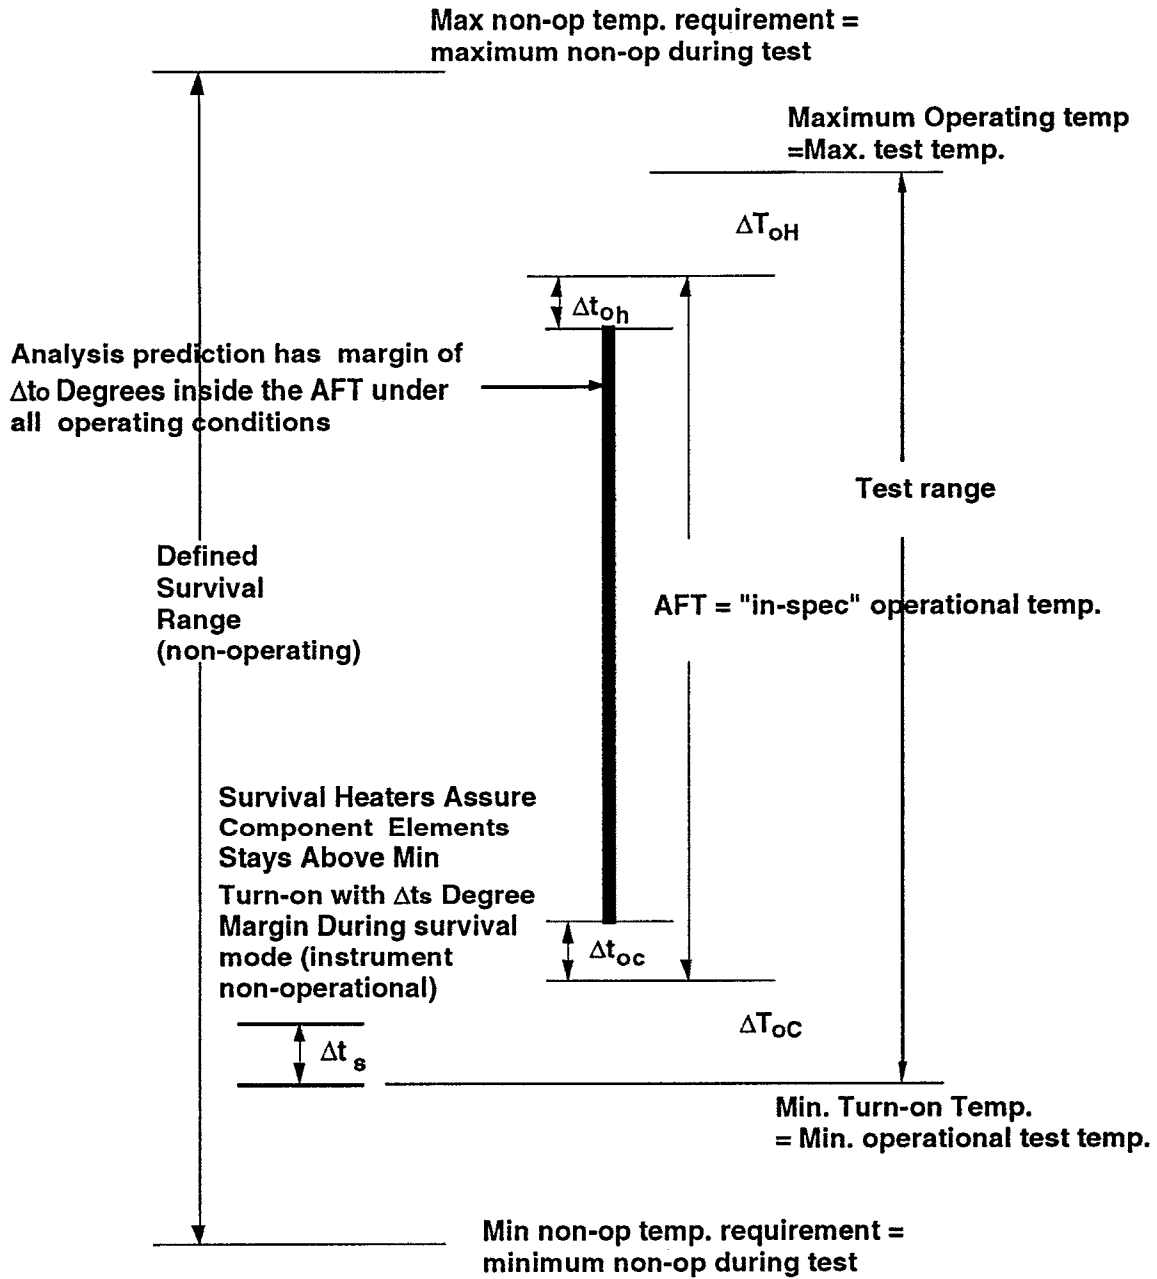 Max non-op temp. requirement =
maximum non-op during test
Maximum Operating temp
=Max. test temp.
ΔToH
Δtoh
Analysis prediction has margin of
Δto Degrees inside the AFT under
all operating conditions
Test range
Defined
Survival
Range
(non-operating)
AFT = "in-spec" operational temp.
Survival Heaters Assure
Component Elements
Stays Above Min
Turn-on with Δts Degree
Margin During survival
mode (instrument
non-operational)
Δtoc
ΔToC
Δt s
Min. Turn-on Temp.
= Min. operational test temp.
Min non-op temp. requirement =
minimum non-op during test